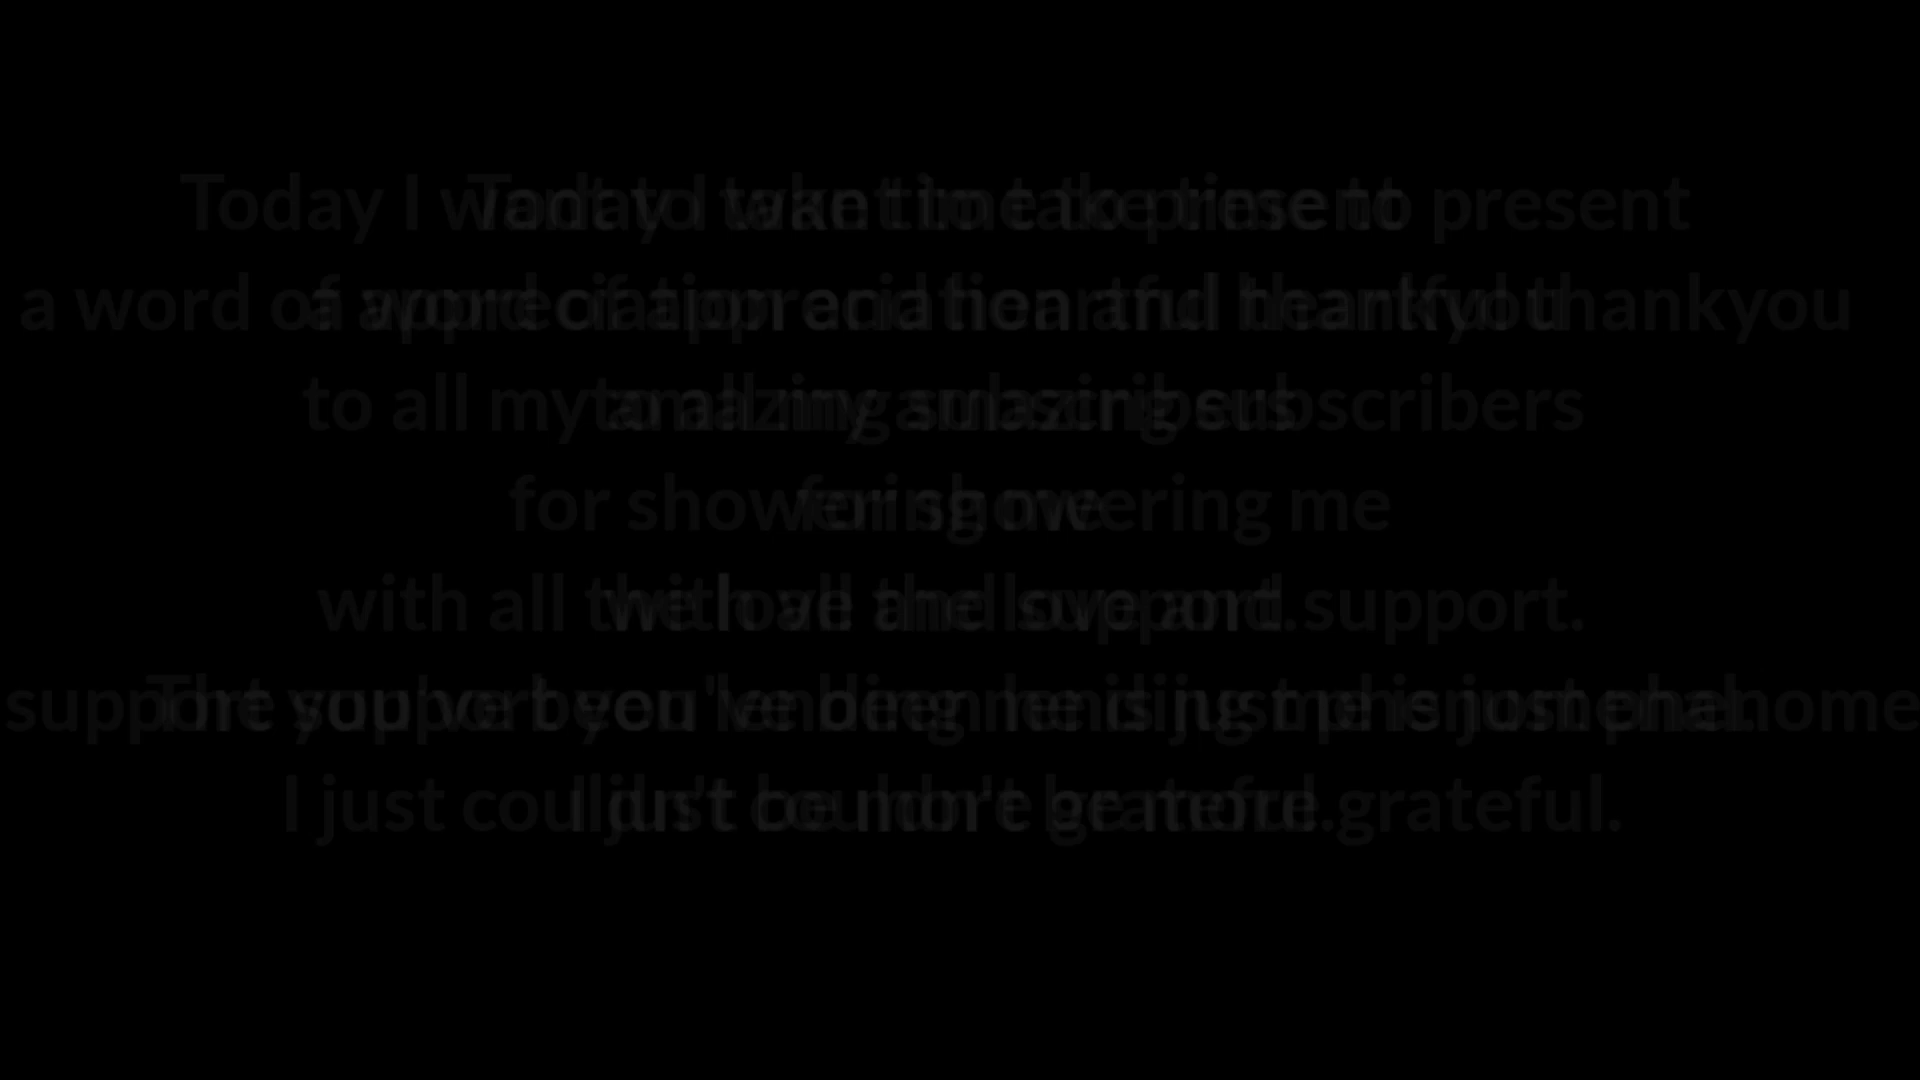 Today I want to take time to present
a word of appreciation and a heartful thankyou
to all my amazing subscribers
for showering me
with all the love and support.
The support you've been lending me is just phenomenal.
I just couldn't be more grateful.